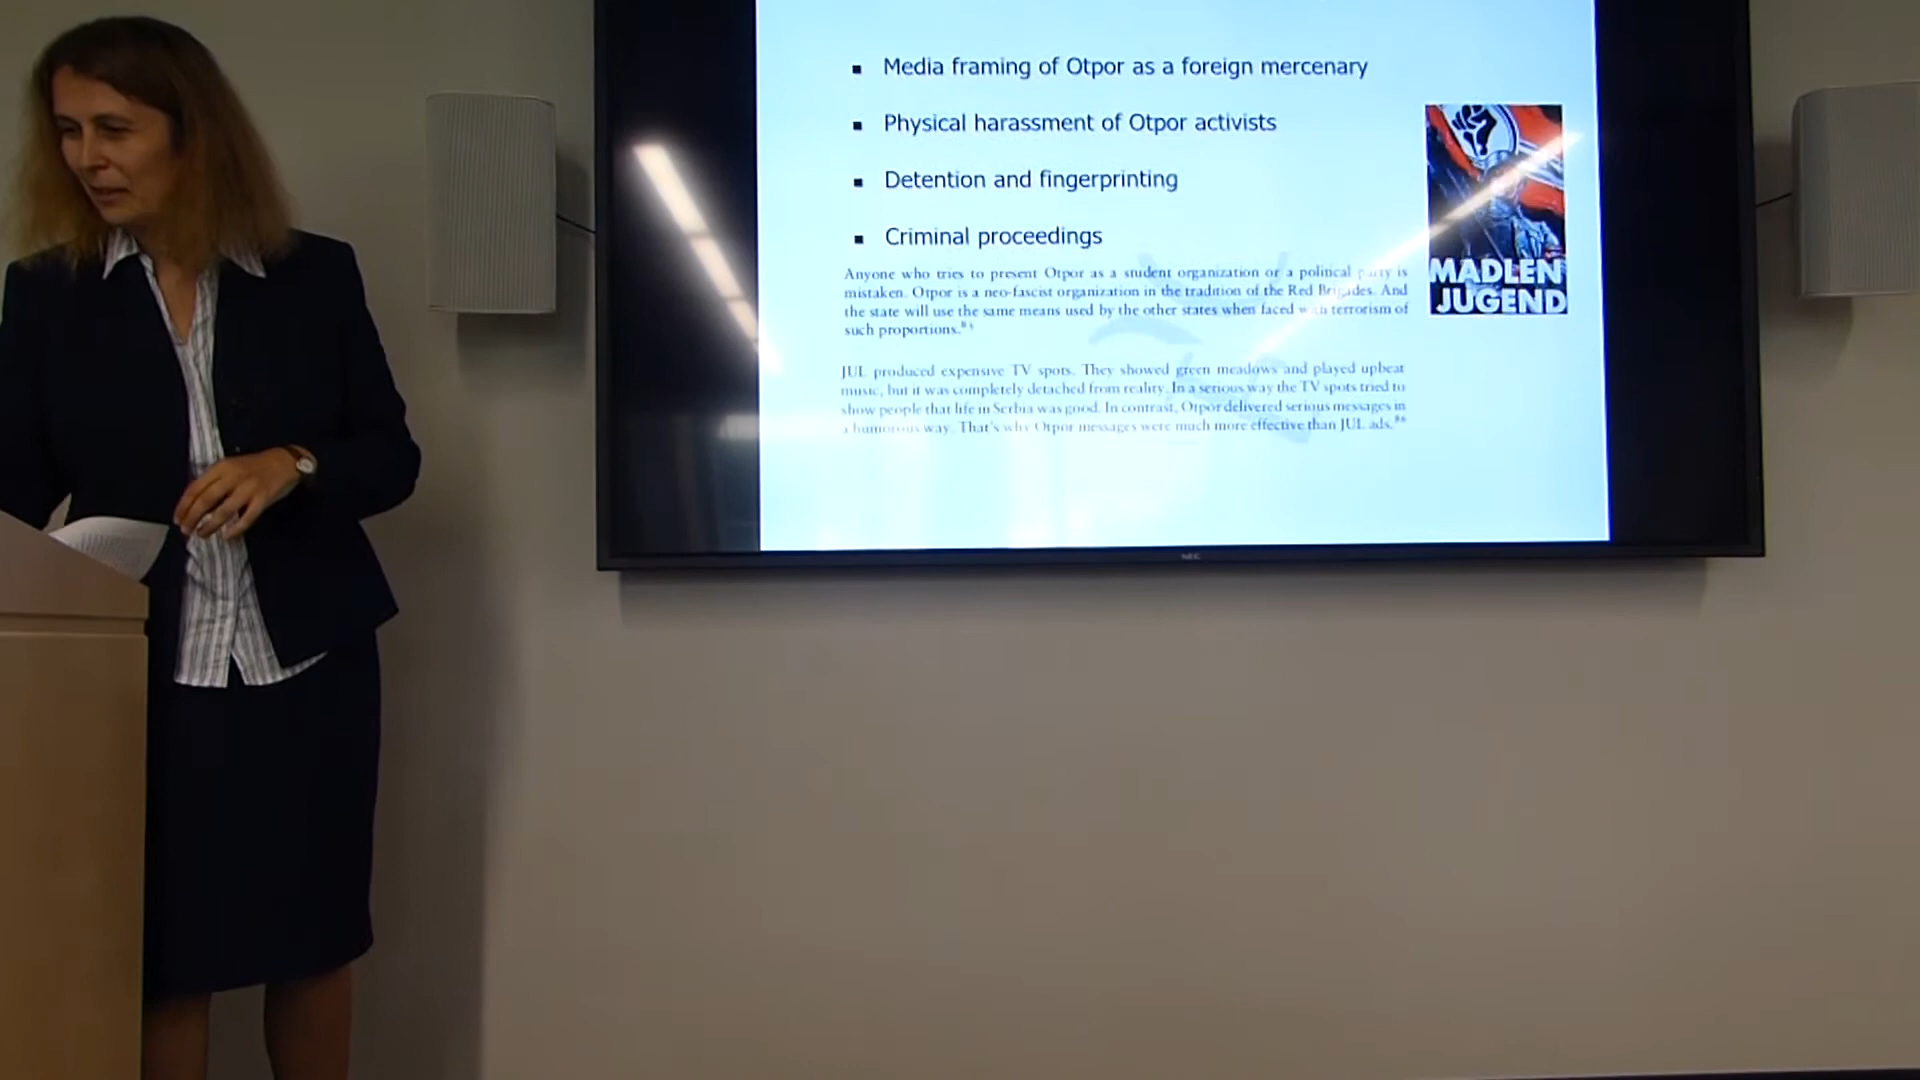 Media framing of Otpor as a foreign mercenary
Physical harassment of Otpor activists
Detention and fingerprinting
Criminal proceedings
Anyone who tries to present Otpor as a student organization or a political party is
mistaken. Otpor is a neo-fascist organization in the tradition of the Red Brigades. And
the state will use the same means used by the other states when faced with terrorism of
such proportions.
JUL produced expensive TV spots. They showed green meadows and played upbeat
music, but it was completely detached from reality. In a serious way the TV spots tried to
show people that life in Serbia was good. In contrast, Otpor delivered serious messages in
a humorous way. That's why Otpor messages were much more effective than JUL ads.⁸⁶
MADLEN
JUGEND
NEC